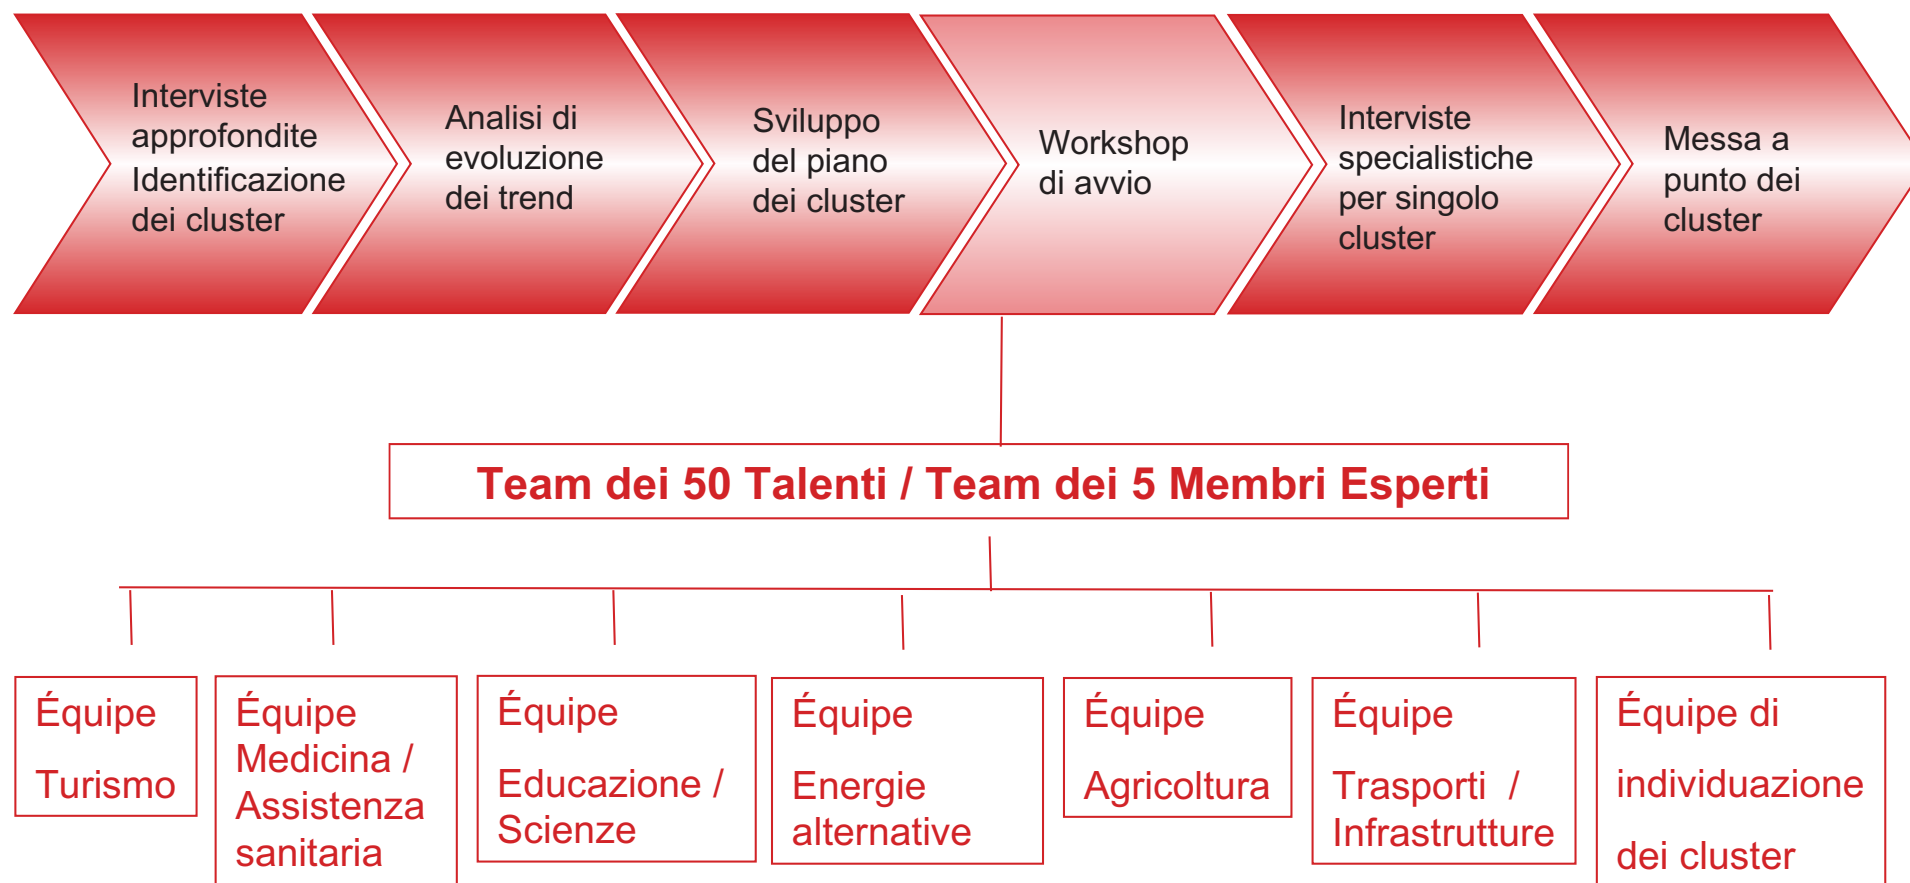 Interviste
approfondite
Identificazione
dei cluster
Analisi di
evoluzione
dei trend
Sviluppo
del piano
dei cluster
Workshop
di avvio
Interviste
specialistiche
per singolo
cluster
Messa a
punto dei
cluster
Team dei 50 Talenti / Team dei 5 Membri Esperti
Équipe
Turismo
Équipe
Medicina /
Assistenza
sanitaria
Équipe
Educazione /
Scienze
Équipe
Energie
alternative
Équipe
Agricoltura
Équipe
Trasporti /
Infrastrutture
Équipe di
individuazione
dei cluster